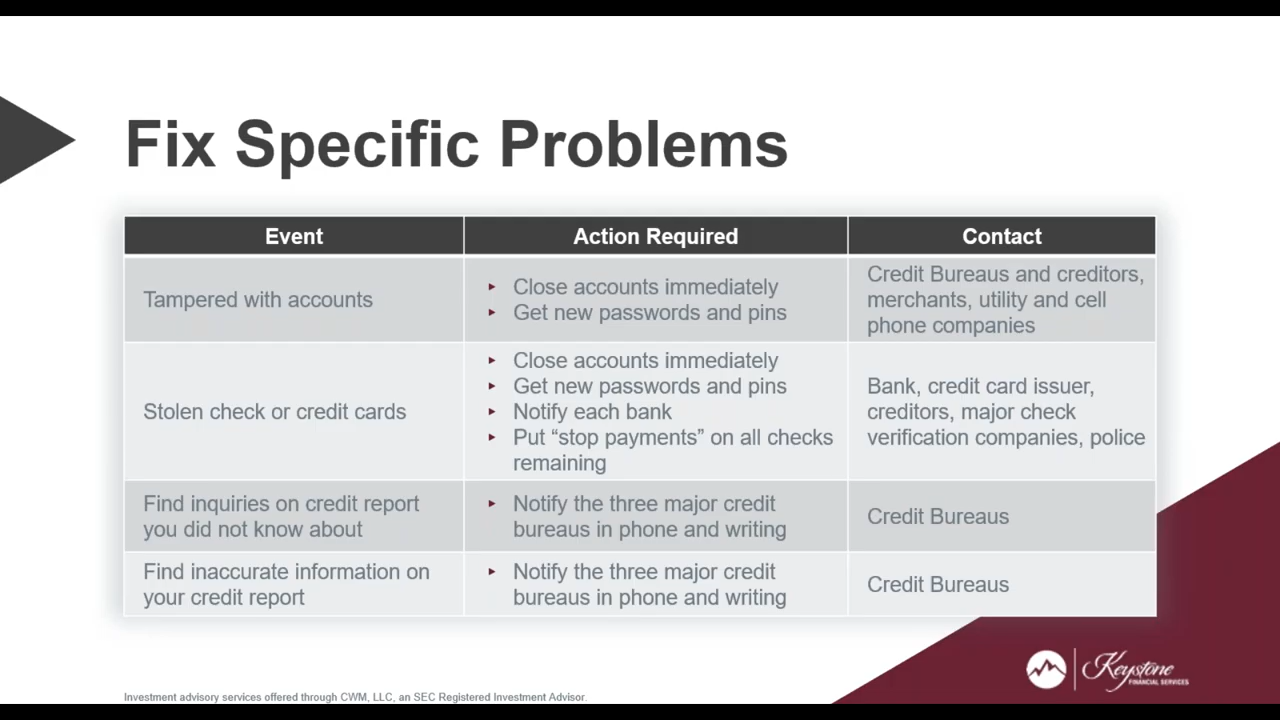 Fix Specific Problems
Event
Action Required
Contact
Tampered with accounts
Close accounts immediately
Get new passwords and pins
Credit Bureaus and creditors,
merchants, utility and cell
phone companies
Stolen check or credit cards
Close accounts immediately
Get new passwords and pins
Notify each bank
Put “stop payments” on all checks
remaining
Bank, credit card issuer,
creditors, major check
verification companies, police
Find inquiries on credit report
you did not know about
Notify the three major credit
bureaus in phone and writing
Credit Bureaus
Find inaccurate information on
your credit report
Notify the three major credit
bureaus in phone and writing
Credit Bureaus
Keystone
FINANCIAL SERVICES
Investment advisory services offered through CWM, LLC, an SEC Registered Investment Advisor.